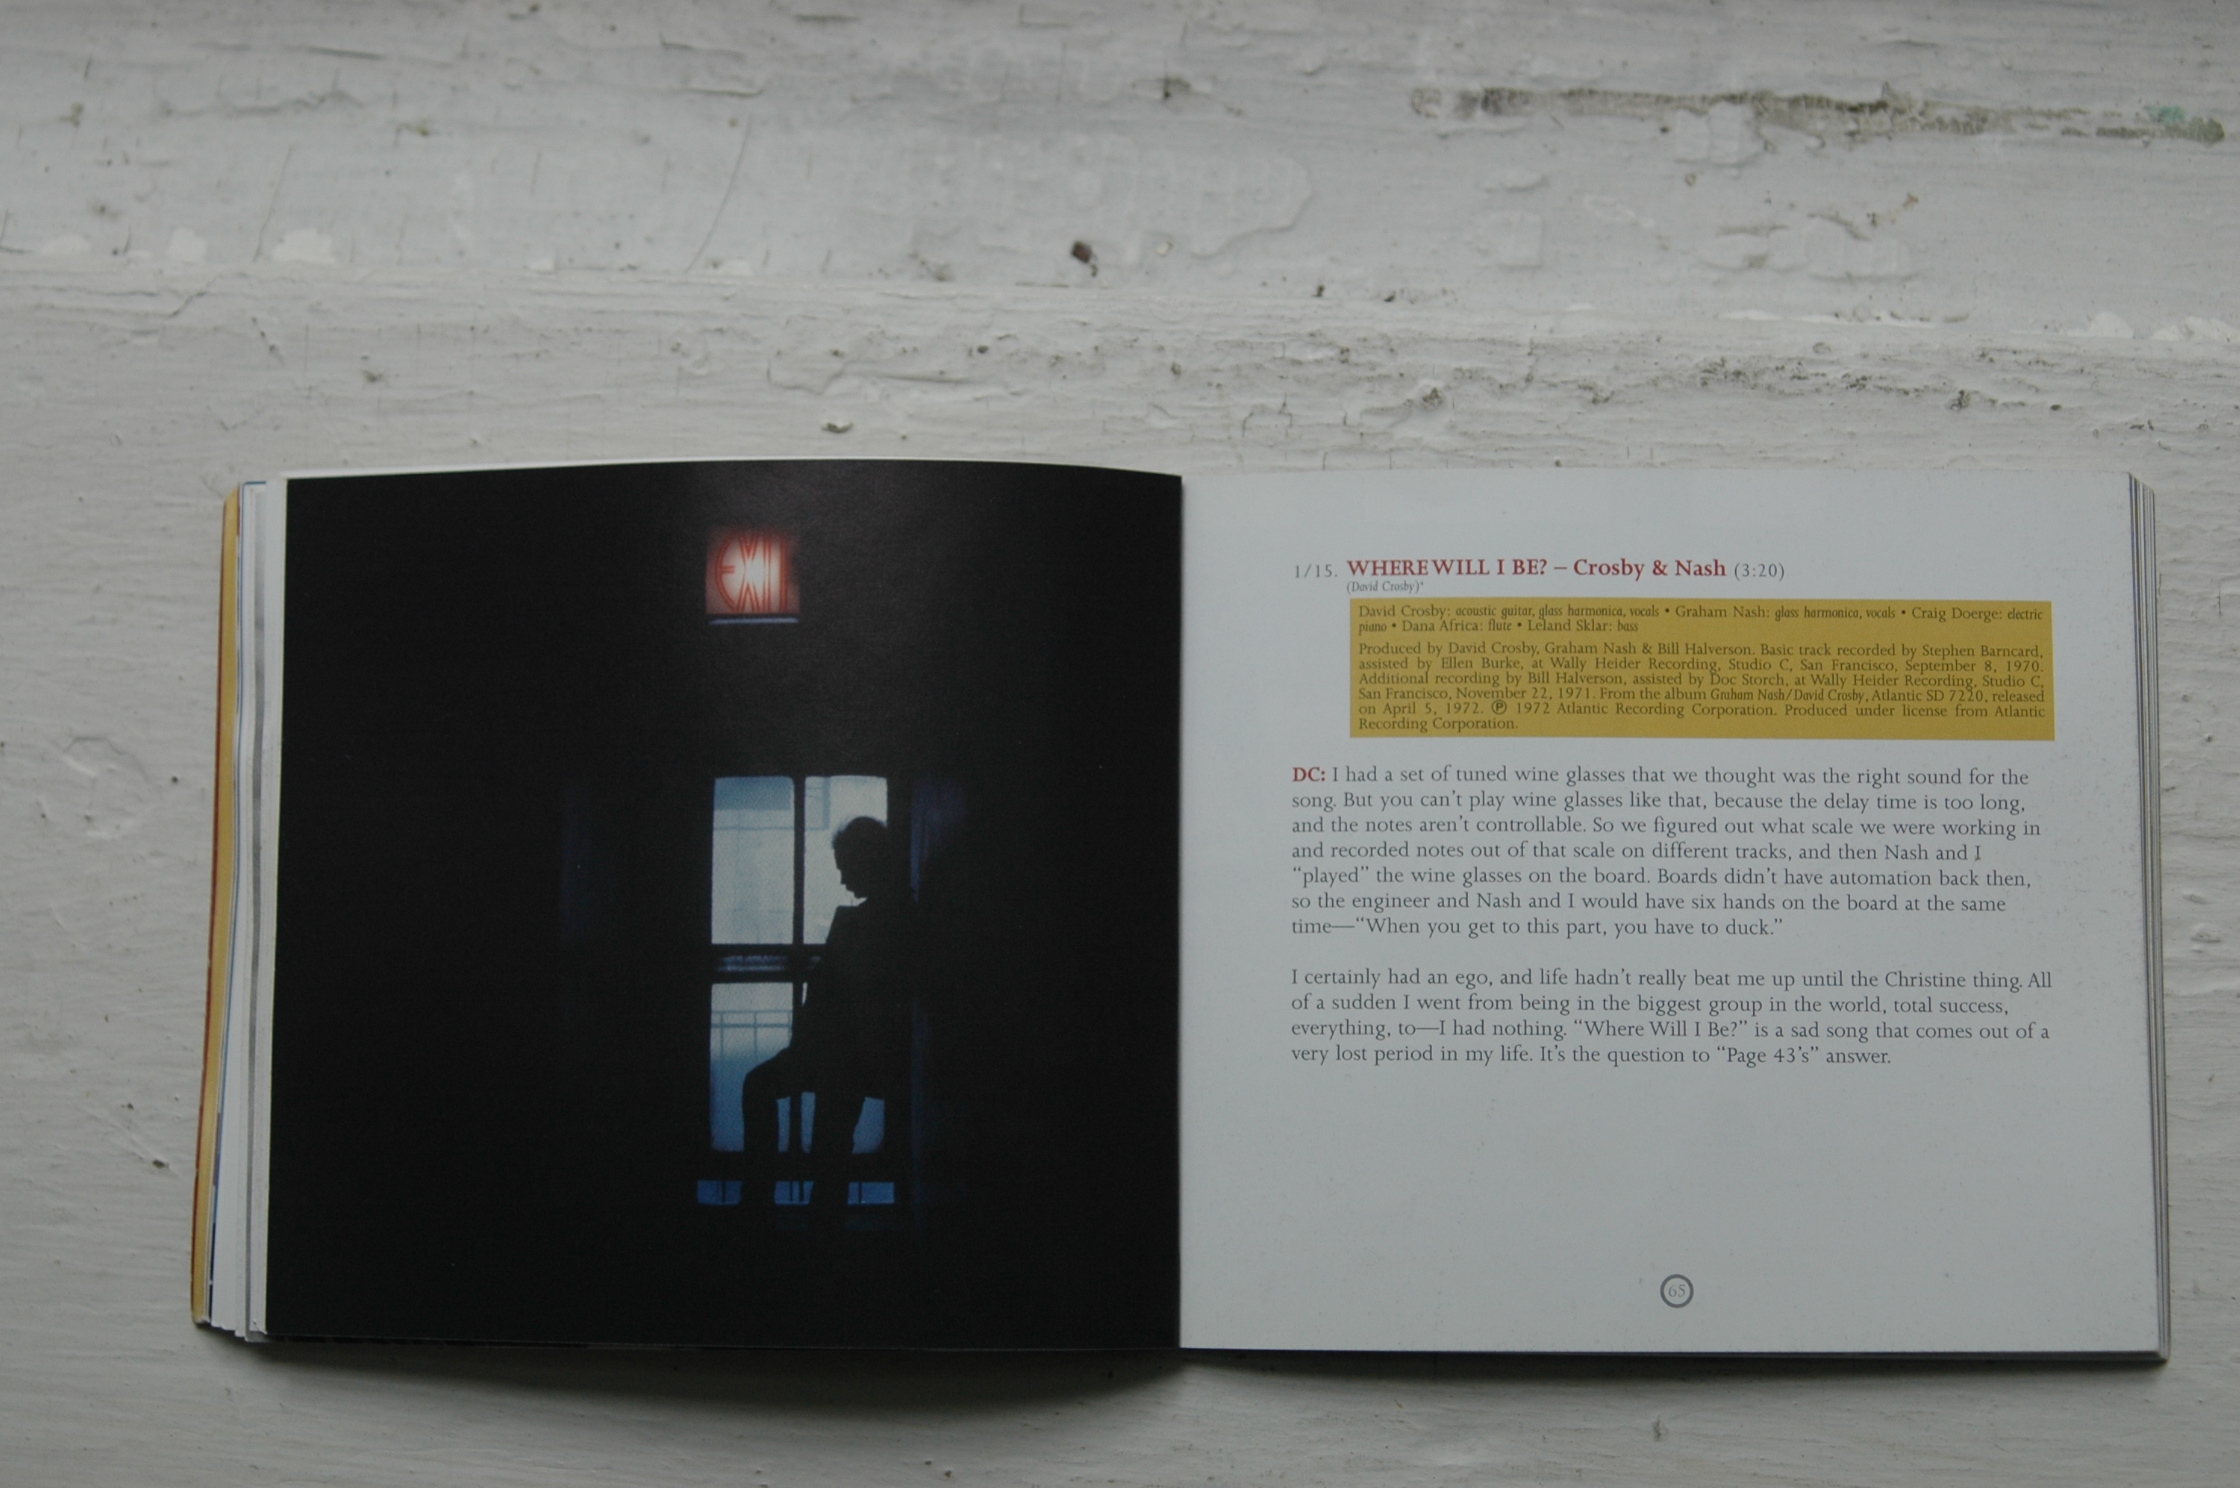 EXIT
1/15. WHERE WILL I BE? – Crosby & Nash (3:20)
(David Crosby)*
David Crosby: acoustic guitar, glass harmonica, vocals • Graham Nash: glass harmonica, vocals • Craig Doerge: electric
piano • Dana Africa: flute • Leland Sklar: bass
Produced by David Crosby, Graham Nash & Bill Halverson. Basic track recorded by Stephen Barncard,
assisted by Ellen Burke, at Wally Heider Recording, Studio C, San Francisco, September 8, 1970.
Additional recording by Bill Halverson, assisted by Doc Storch, at Wally Heider Recording, Studio C,
San Francisco, November 22, 1971. From the album Graham Nash/David Crosby, Atlantic SD 7220, released
on April 5, 1972. ℗ 1972 Atlantic Recording Corporation. Produced under license from Atlantic
Recording Corporation.
DC: I had a set of tuned wine glasses that we thought was the right sound for the
song. But you can't play wine glasses like that, because the delay time is too long,
and the notes aren't controllable. So we figured out what scale we were working in
and recorded notes out of that scale on different tracks, and then Nash and I
“played” the wine glasses on the board. Boards didn't have automation back then,
so the engineer and Nash and I would have six hands on the board at the same
time—“When you get to this part, you have to duck.”
I certainly had an ego, and life hadn't really beat me up until the Christine thing. All
of a sudden I went from being in the biggest group in the world, total success,
everything, to—I had nothing. “Where Will I Be?” is a sad song that comes out of a
very lost period in my life. It's the question to “Page 43's” answer.
65